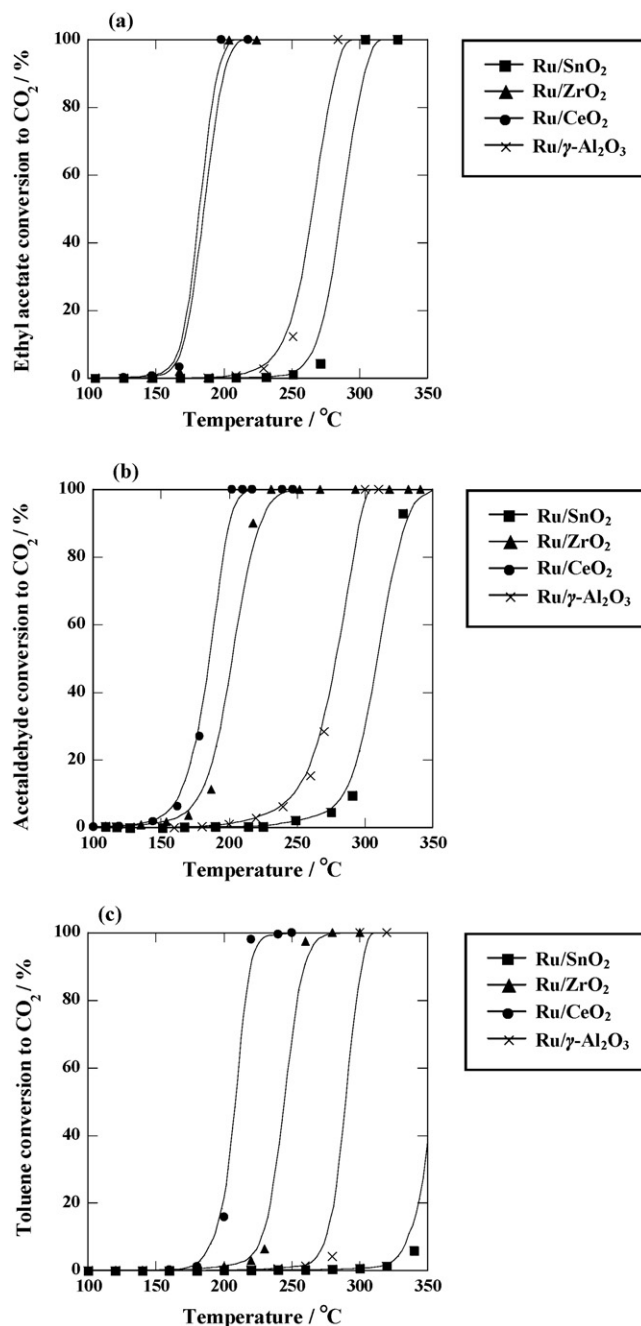 (a)
Ethyl acetate conversion to CO₂ / %
100
80
60
40
20
0
100 150 200 250 300 350
Temperature / °C
Ru/SnO₂
Ru/ZrO₂
Ru/CeO₂
Ru/γ-Al₂O₃
(b)
Acetaldehyde conversion to CO₂ / %
100
80
60
40
20
0
100 150 200 250 300 350
Temperature / °C
Ru/SnO₂
Ru/ZrO₂
Ru/CeO₂
Ru/γ-Al₂O₃
(c)
Toluene conversion to CO₂ / %
100
80
60
40
20
0
100 150 200 250 300 350
Temperature / °C
Ru/SnO₂
Ru/ZrO₂
Ru/CeO₂
Ru/γ-Al₂O₃